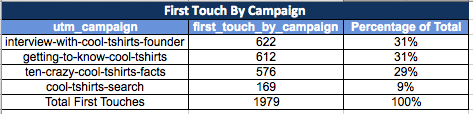 First Touch By Campaign
utm_campaign first_touch_by_campaign Percentage of Total
interview-with-cool-tshirts-founder 622 31%
getting-to-know-cool-tshirts 612 31%
ten-crazy-cool-tshirts-facts 576 29%
cool-tshirts-search 169 9%
Total First Touches 1979 100%